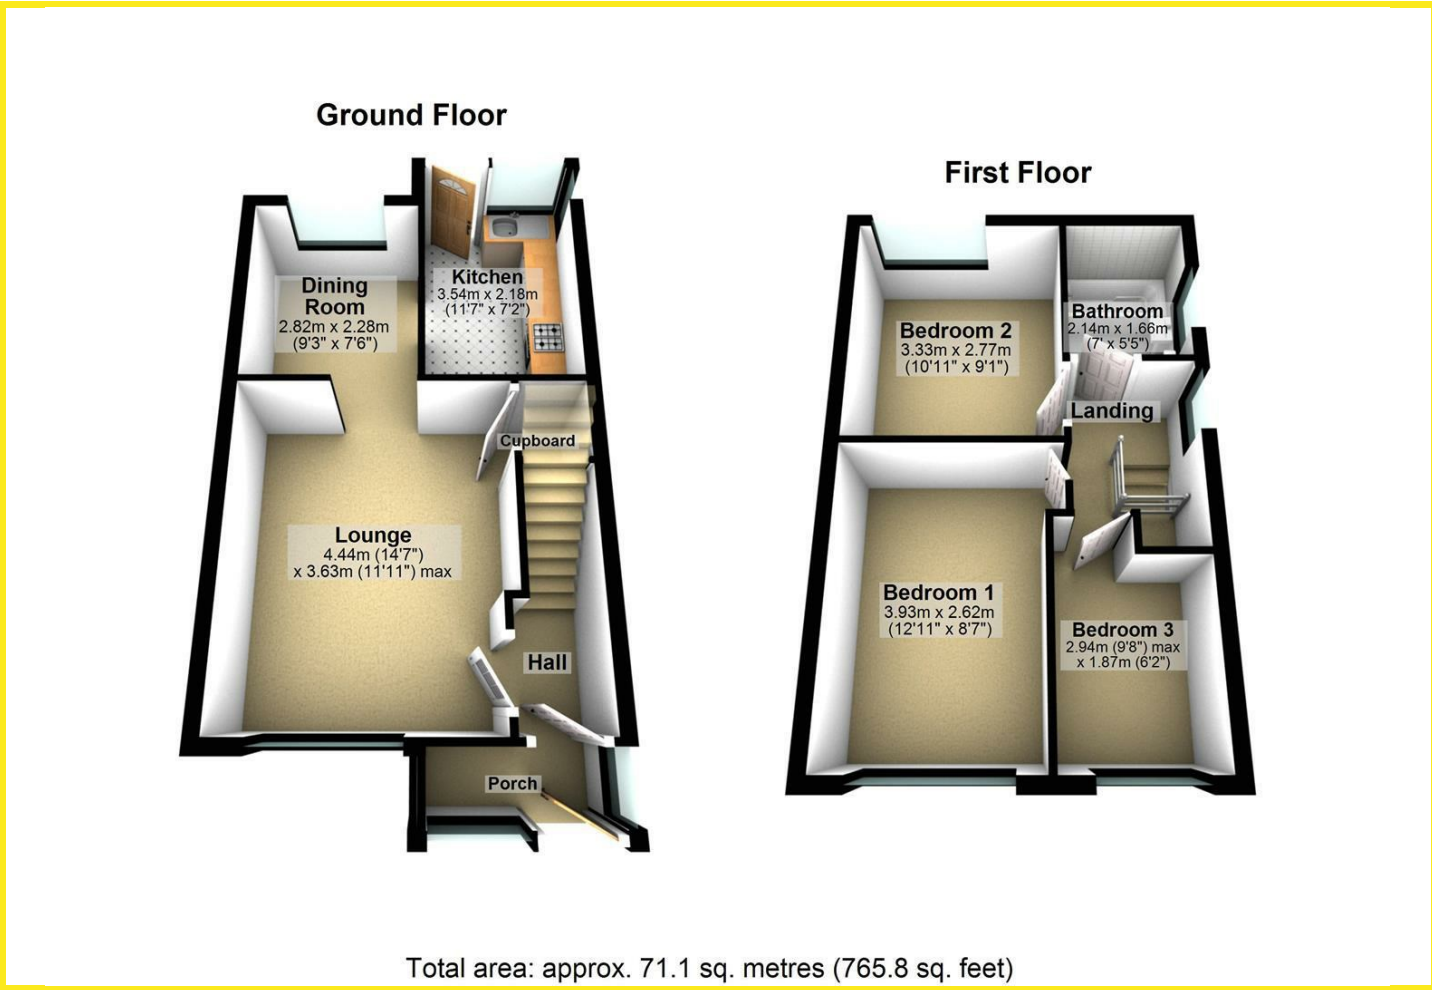 Ground Floor
Dining
Room
2.82m x 2.28m
(9'3" x 7'6")
Kitchen
3.54m x 2.18m
(11'7" x 7'2")
Cupboard
Lounge
4.44m (14'7")
x 3.63m (11'11") max
Hall
Porch
First Floor
Bedroom 2
3.33m x 2.77m
(10'11" x 9'1")
Bathroom
2.14m x 1.66m
(7' x 5'5")
Landing
Bedroom 1
3.93m x 2.62m
(12'11" x 8'7")
Bedroom 3
2.94m (9'8") max
x 1.87m (6'2")
Total area: approx. 71.1 sq. metres (765.8 sq. feet)